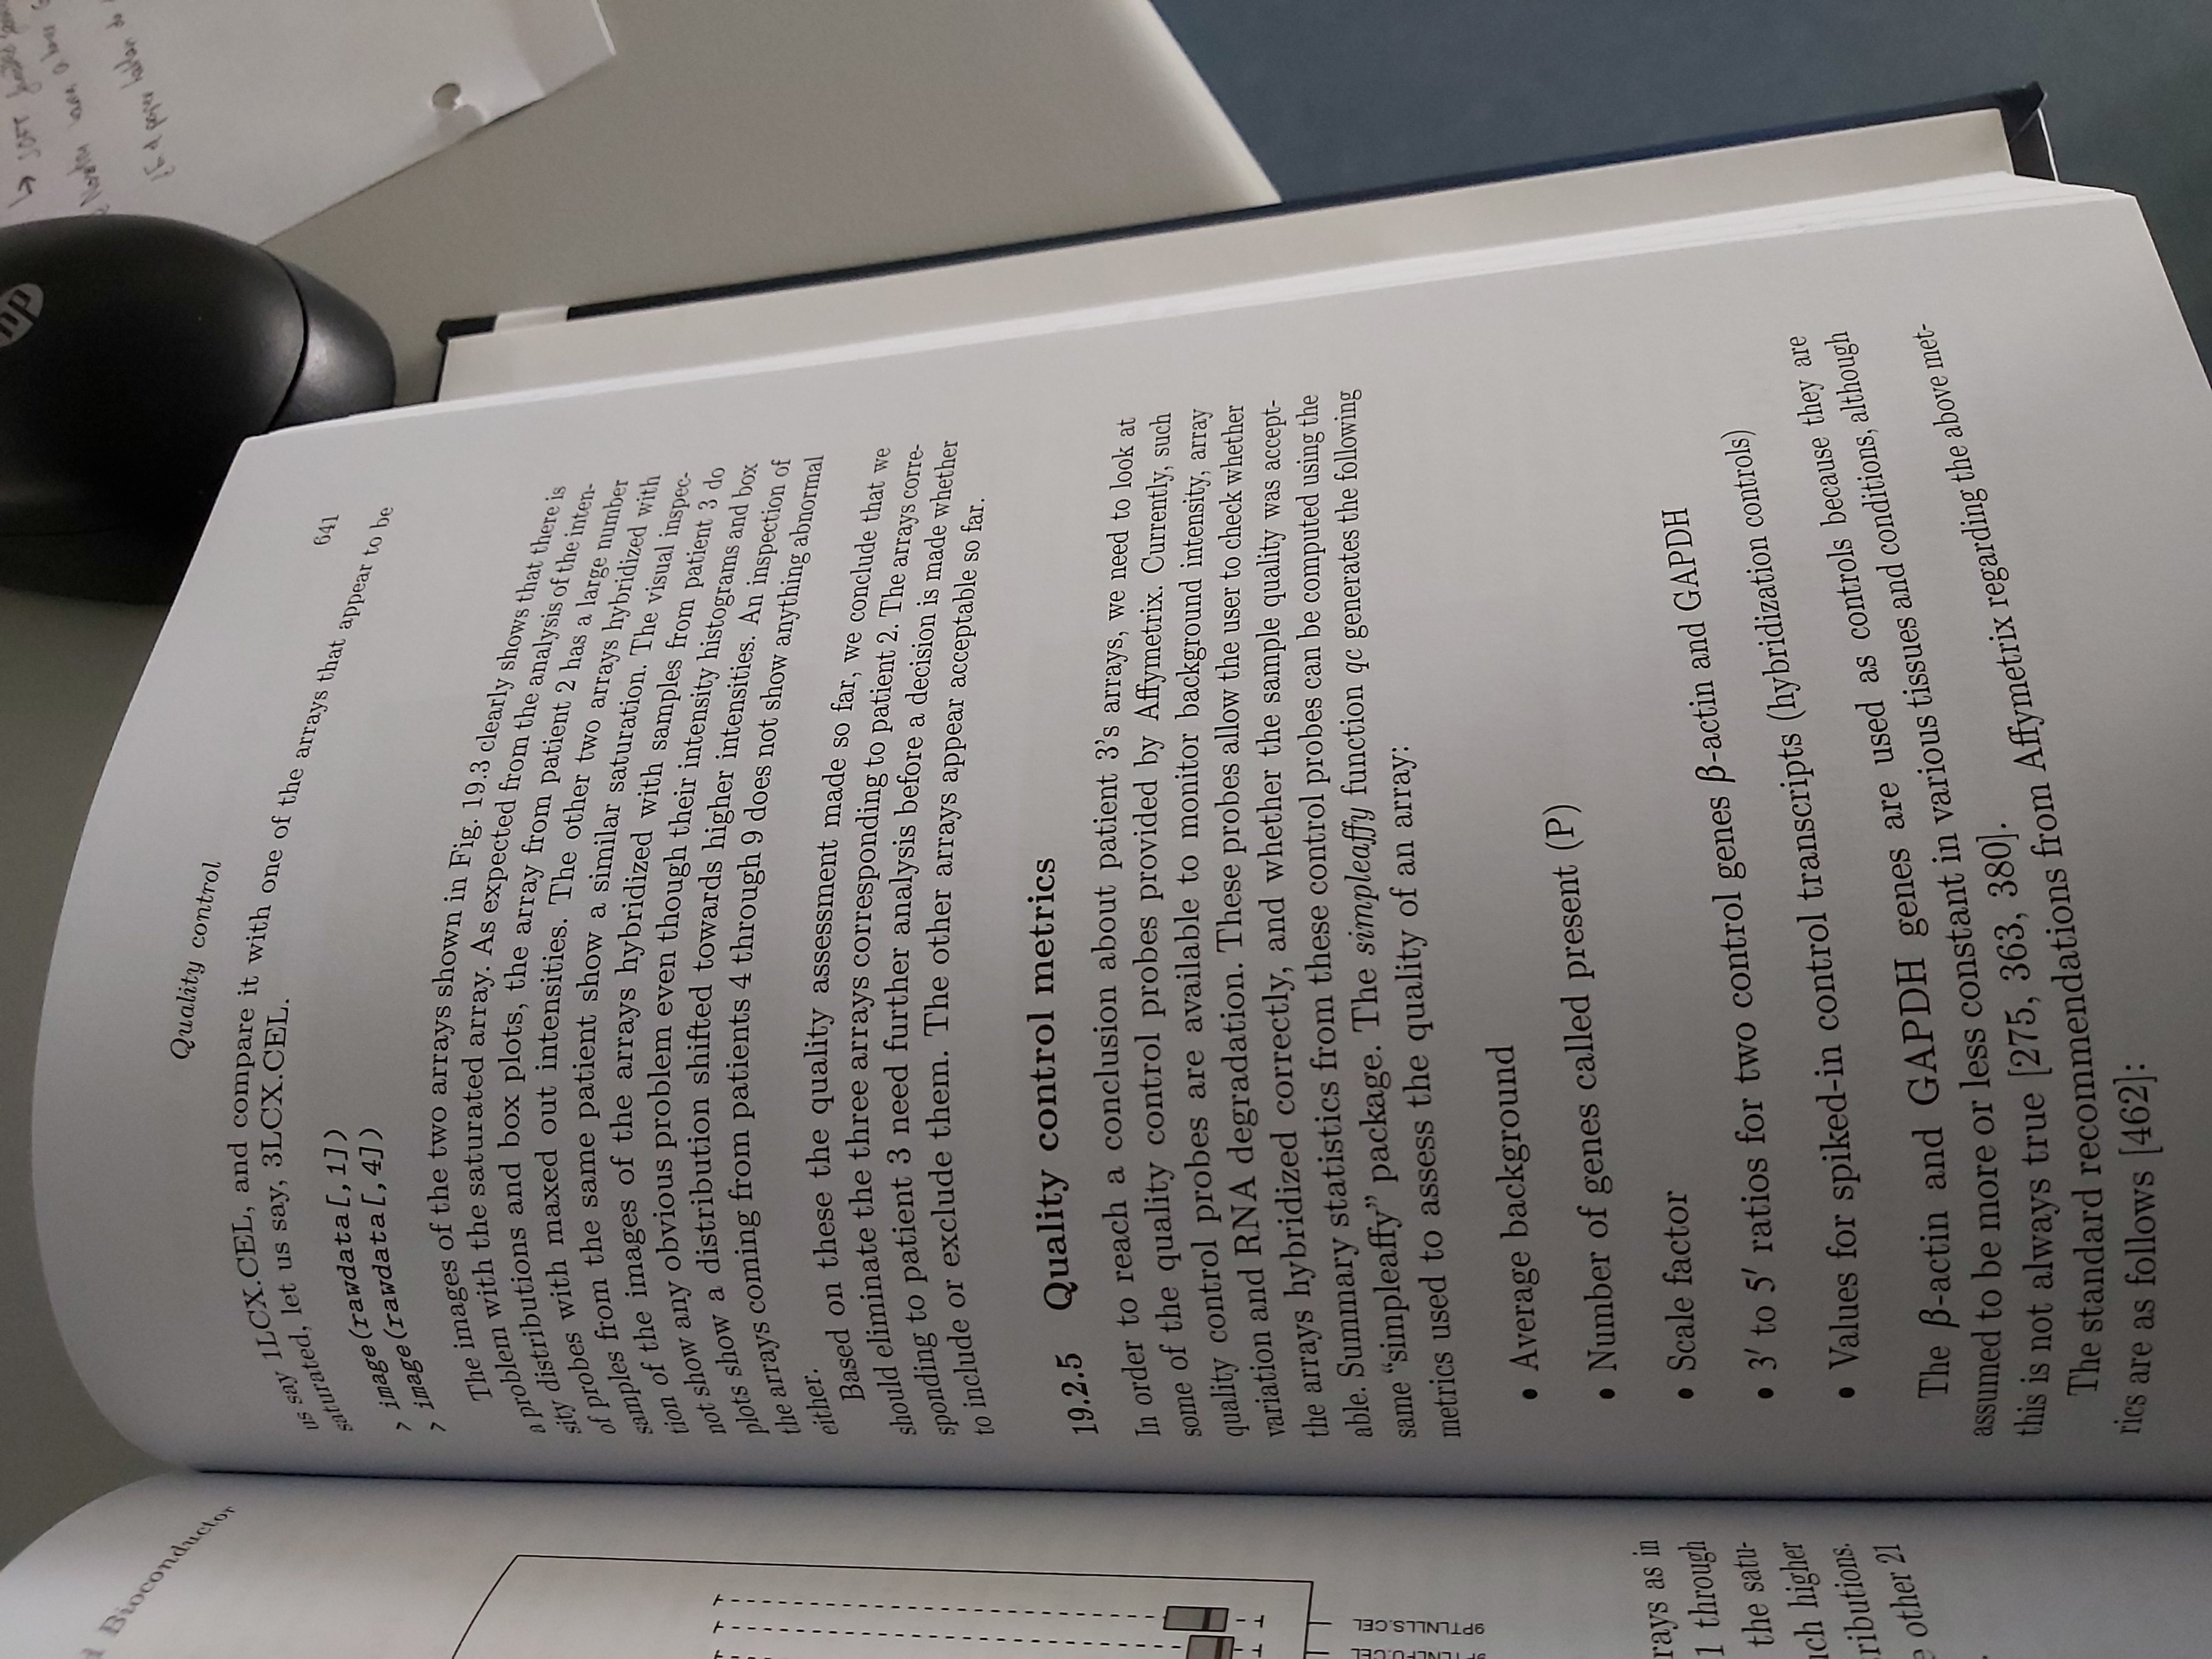 d Bioconductor
9PTLNLLS.CEL
rays as in
1 through
the satu-
uch higher
ributions.
e other 21
Quality control
641
us say 1LCX.CEL, and compare it with one of the arrays that appear to be
saturated, let us say, 3LCX.CEL.
> image(rawdata[,1])
> image(rawdata[,4])
The images of the two arrays shown in Fig. 19.3 clearly shows that there is
a problem with the saturated array. As expected from the analysis of the inten-
sity distributions and box plots, the array from patient 2 has a large number
of probes with maxed out intensities. The other two arrays hybridized with
samples from the same patient show a similar saturation. The visual inspec-
tion of the images of the arrays hybridized with samples from patient 3 do
not show any obvious problem even though their intensity histograms and box
plots show a distribution shifted towards higher intensities. An inspection of
the arrays coming from patients 4 through 9 does not show anything abnormal
either.
Based on these the quality assessment made so far, we conclude that we
should eliminate the three arrays corresponding to patient 2. The arrays corre-
sponding to patient 3 need further analysis before a decision is made whether
to include or exclude them. The other arrays appear acceptable so far.
19.2.5 Quality control metrics
In order to reach a conclusion about patient 3's arrays, we need to look at
some of the quality control probes provided by Affymetrix. Currently, such
quality control probes are available to monitor background intensity, array
variation and RNA degradation. These probes allow the user to check whether
the arrays hybridized correctly, and whether the sample quality was accept-
able. Summary statistics from these control probes can be computed using the
same “simpleaffy” package. The simpleaffy function qc generates the following
metrics used to assess the quality of an array:
• Average background
• Number of genes called present (P)
• Scale factor
• 3′ to 5′ ratios for two control genes β-actin and GAPDH
• Values for spiked-in control transcripts (hybridization controls)
The β-actin and GAPDH genes are used as controls because they are
assumed to be more or less constant in various tissues and conditions, although
this is not always true [275, 363, 380].
The standard recommendations from Affymetrix regarding the above met-
rics are as follows [462]:
hp
↳ SOFT
paper hablan de